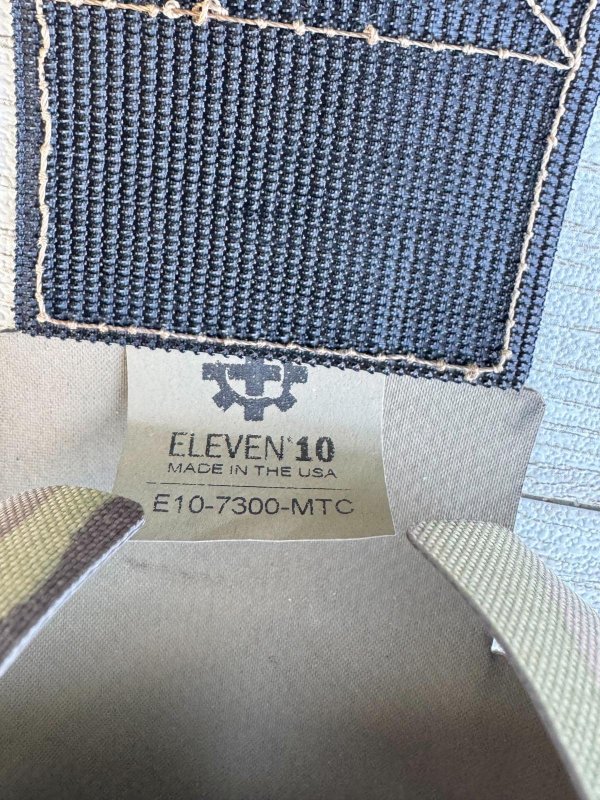 ELEVEN 10
MADE IN THE USA
E10-7300-MTC